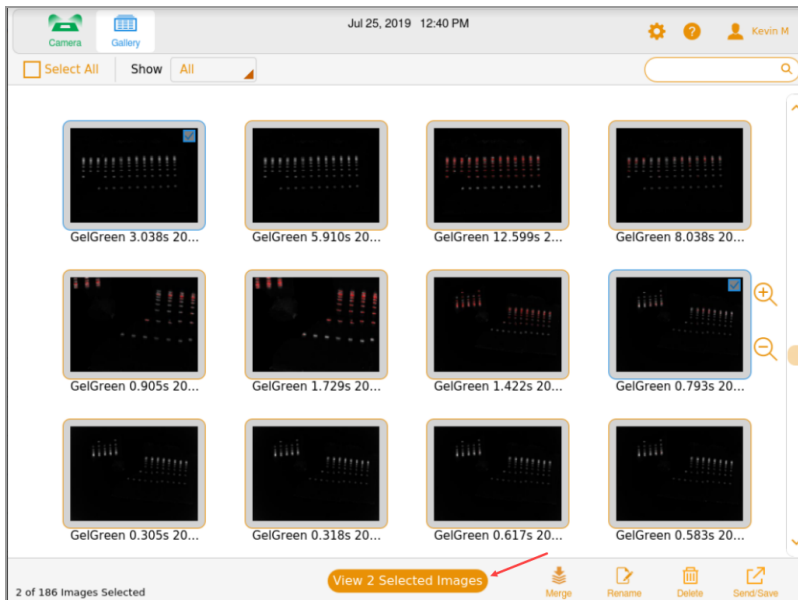 Jul 25, 2019 12:40 PM
Camera
Gallery
Kevin M
Select All
Show
All
GelGreen 3.038s 20...
GelGreen 5.910s 20...
GelGreen 12.599s 2...
GelGreen 8.038s 20...
GelGreen 0.905s 20...
GelGreen 1.729s 20...
GelGreen 1.422s 20...
GelGreen 0.793s 20...
GelGreen 0.305s 20...
GelGreen 0.318s 20...
GelGreen 0.617s 20...
GelGreen 0.583s 20...
2 of 186 Images Selected
View 2 Selected Images
Merge
Rename
Delete
Send/Save